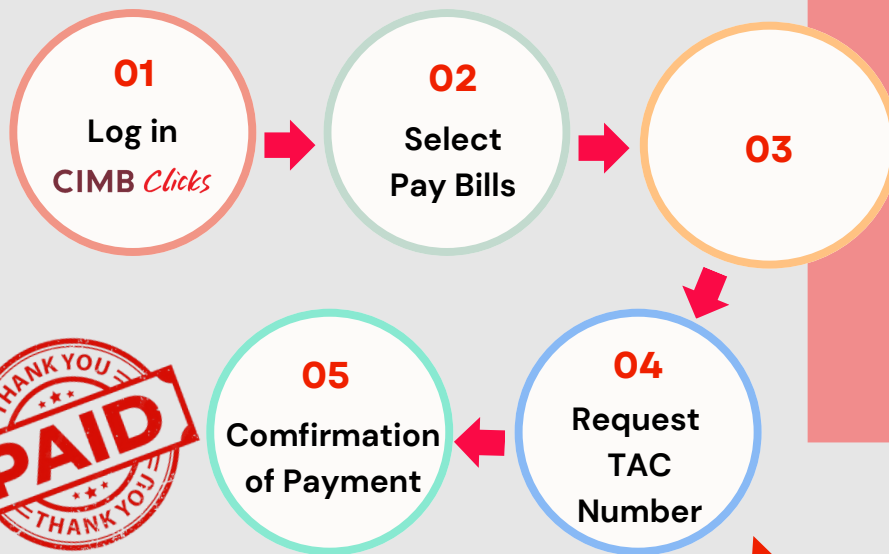 01
Log in
CIMB Clicks
02
Select
Pay Bills
03
04
Request
TAC
Number
05
Comfirmation
of Payment
THANK YOU
PAID
THANK YOU